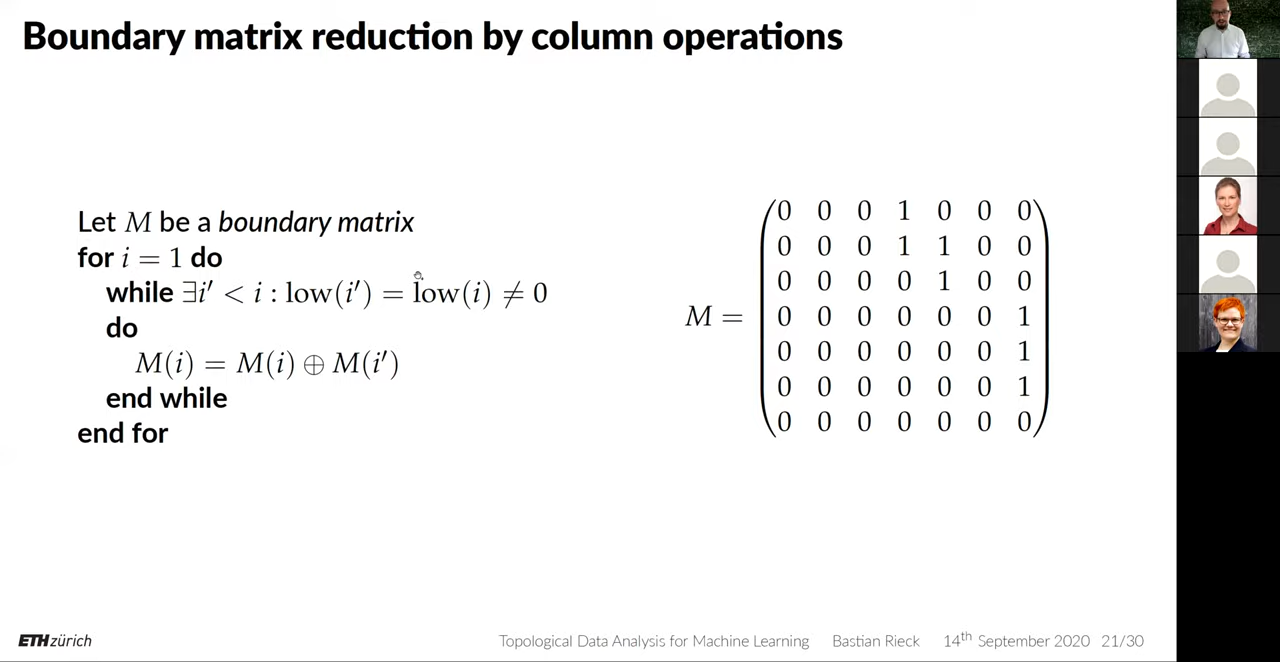 Boundary matrix reduction by column operations
Let M be a boundary matrix
for i = 1 do
while ∃i′ < i : low(i′) = low(i) ≠ 0
do
M(i) = M(i) ⊕ M(i′)
end while
end for
0 0 0 1 0 0 0
0 0 0 1 1 0 0
0 0 0 0 1 0 0
M = 0 0 0 0 0 0 1
0 0 0 0 0 0 1
0 0 0 0 0 0 1
0 0 0 0 0 0 0
ETH zürich
Topological Data Analysis for Machine Learning Bastian Rieck 14th September 2020 21/30